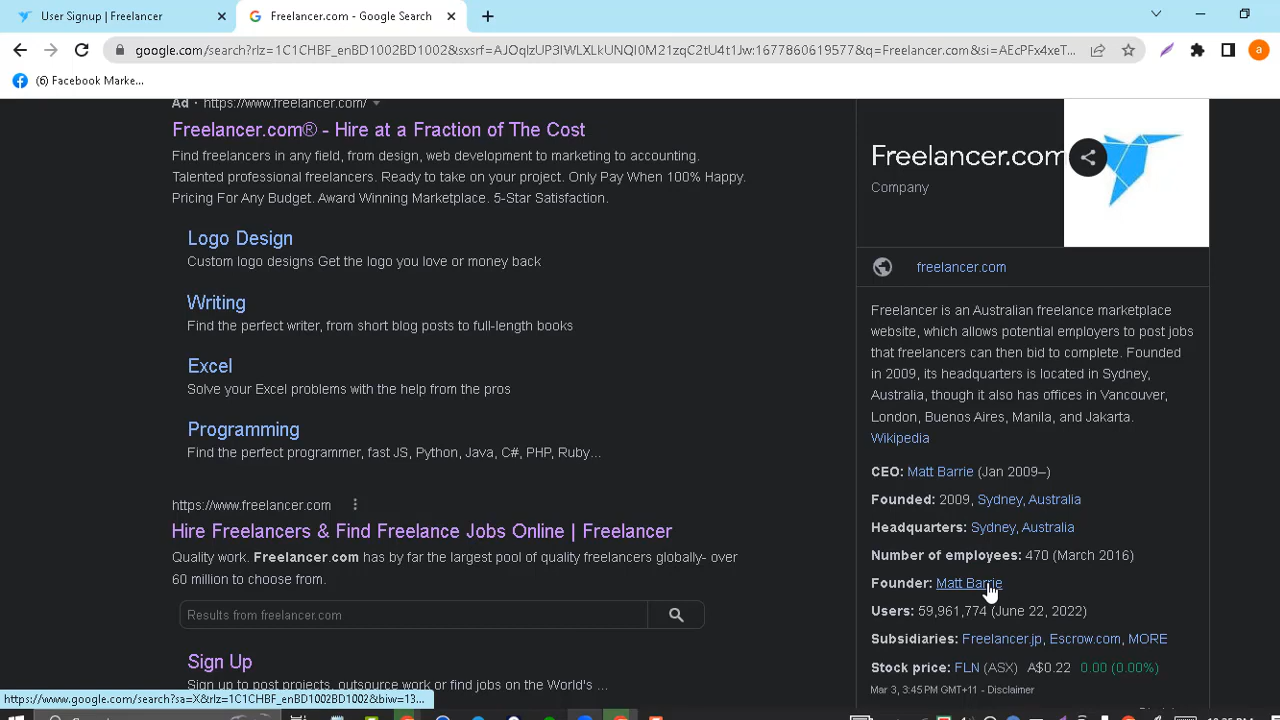 User Signup | Freelancer
Freelancer.com - Google Search
google.com/search?rlz=1C1CHBF_enBD1002BD1002&sxsrf=AJOqlzUP3IWLXLkUNQI0M21zqC2tU4t1Jw:1677860619577&q=Freelancer.com&si=AEcPFx4xeT...
a
(6) Facebook Marke...
Ad · https://www.freelancer.com/
Freelancer.com® - Hire at a Fraction of The Cost
Find freelancers in any field, from design, web development to marketing to accounting.
Talented professional freelancers. Ready to take on your project. Only Pay When 100% Happy.
Pricing For Any Budget. Award Winning Marketplace. 5-Star Satisfaction.
Logo Design
Custom logo designs Get the logo you love or money back
Writing
Find the perfect writer, from short blog posts to full-length books
Excel
Solve your Excel problems with the help from the pros
Programming
Find the perfect programmer, fast JS, Python, Java, C#, PHP, Ruby...
https://www.freelancer.com
Hire Freelancers & Find Freelance Jobs Online | Freelancer
Quality work. Freelancer.com has by far the largest pool of quality freelancers globally- over
60 million to choose from.
Results from freelancer.com
Sign Up
Sign up to post projects, outsource work or find jobs on the World's ...
https://www.google.com/search?sa=X&rlz=1C1CHBF_enBD1002BD1002&biw=13...
Freelancer.com
Company
freelancer.com
Freelancer is an Australian freelance marketplace
website, which allows potential employers to post jobs
that freelancers can then bid to complete. Founded
in 2009, its headquarters is located in Sydney,
Australia, though it also has offices in Vancouver,
London, Buenos Aires, Manila, and Jakarta.
Wikipedia
CEO: Matt Barrie (Jan 2009–)
Founded: 2009, Sydney, Australia
Headquarters: Sydney, Australia
Number of employees: 470 (March 2016)
Founder: Matt Barrie
Users: 59,961,774 (June 22, 2022)
Subsidiaries: Freelancer.jp, Escrow.com, MORE
Stock price: FLN (ASX) A$0.22 0.00 (0.00%)
Mar 3, 3:45 PM GMT+11 - Disclaimer